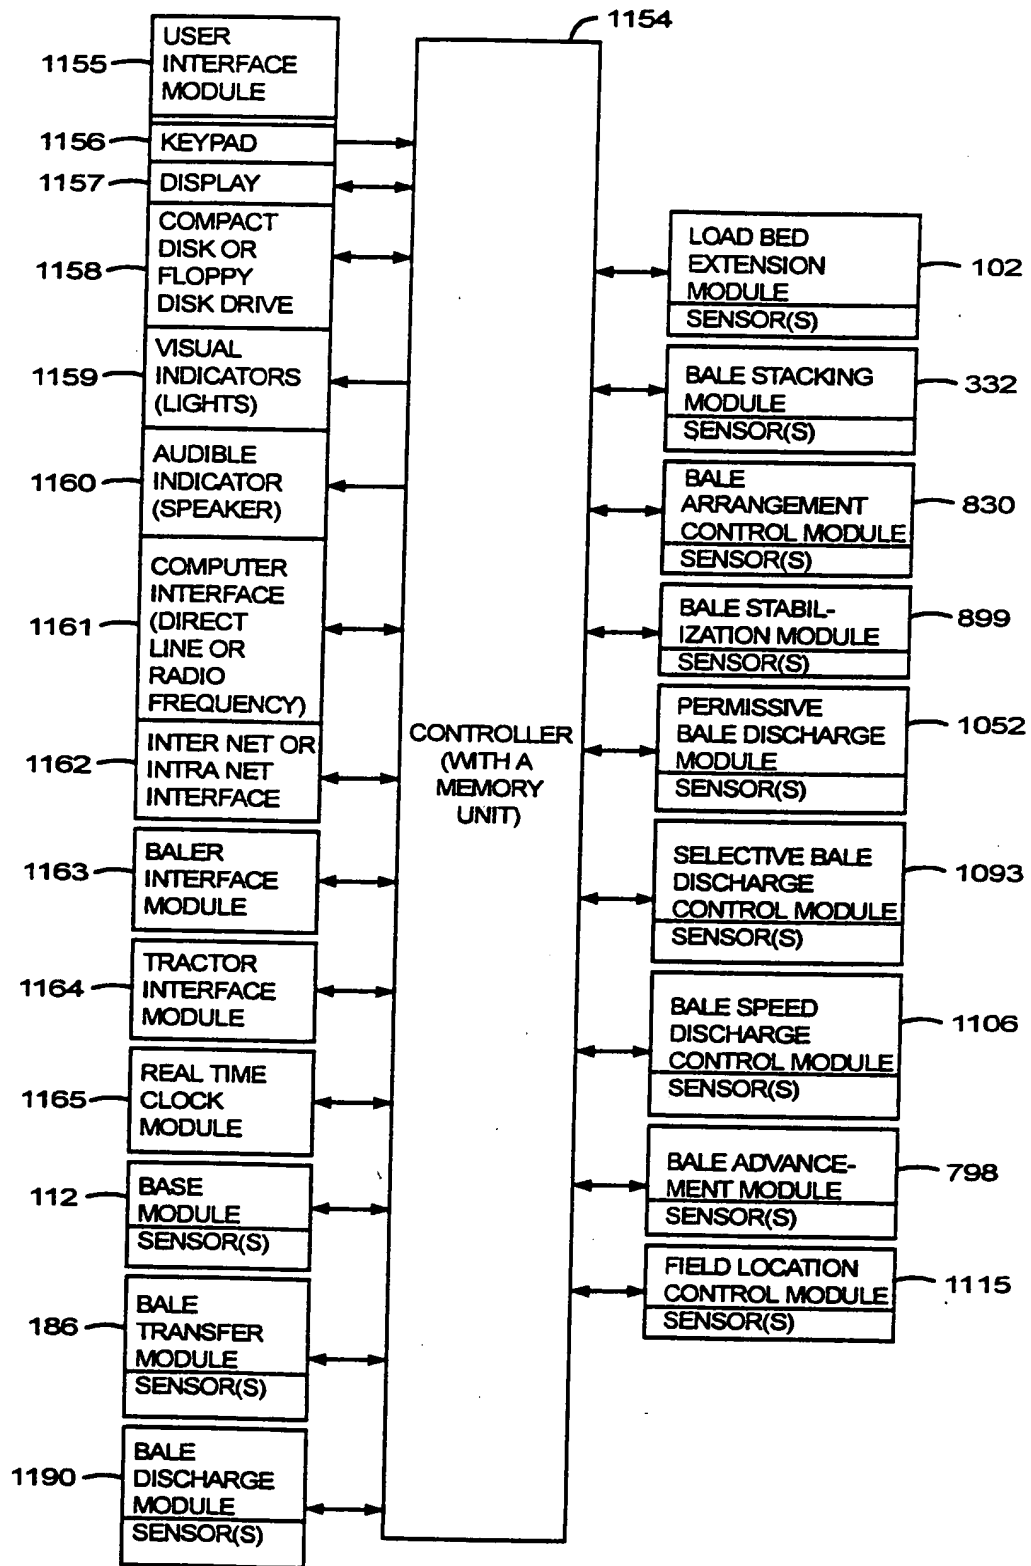 1154
1155
USER
INTERFACE
MODULE
1156
KEYPAD
1157
DISPLAY
1158
COMPACT
DISK OR
FLOPPY
DISK DRIVE
1159
VISUAL
INDICATORS
(LIGHTS)
1160
AUDIBLE
INDICATOR
(SPEAKER)
1161
COMPUTER
INTERFACE
(DIRECT
LINE OR
RADIO
FREQUENCY)
1162
INTER NET OR
INTRA NET
INTERFACE
1163
BALER
INTERFACE
MODULE
1164
TRACTOR
INTERFACE
MODULE
1165
REAL TIME
CLOCK
MODULE
112
BASE
MODULE
SENSOR(S)
186
BALE
TRANSFER
MODULE
SENSOR(S)
1190
BALE
DISCHARGE
MODULE
SENSOR(S)
CONTROLLER
(WITH A
MEMORY
UNIT)
LOAD BED
EXTENSION
MODULE
SENSOR(S)
102
BALE STACKING
MODULE
SENSOR(S)
332
BALE
ARRANGEMENT
CONTROL MODULE
SENSOR(S)
830
BALE STABIL-
IZATION MODULE
SENSOR(S)
899
PERMISSIVE
BALE DISCHARGE
MODULE
SENSOR(S)
1052
SELECTIVE BALE
DISCHARGE
CONTROL MODULE
SENSOR(S)
1093
BALE SPEED
DISCHARGE
CONTROL MODULE
SENSOR(S)
1106
BALE ADVANCE-
MENT MODULE
SENSOR(S)
798
FIELD LOCATION
CONTROL MODULE
SENSOR(S)
1115